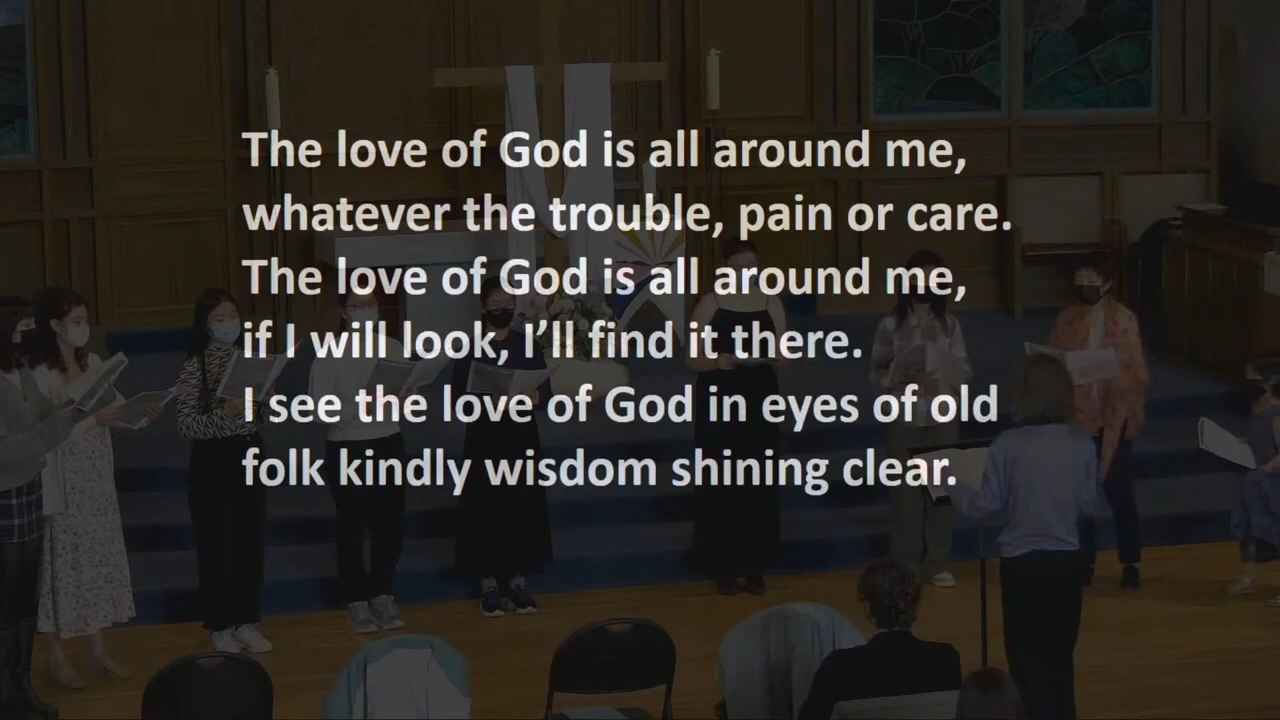 The love of God is all around me,
whatever the trouble, pain or care.
The love of God is all around me,
if I will look, I’ll find it there.
I see the love of God in eyes of old
folk kindly wisdom shining clear.